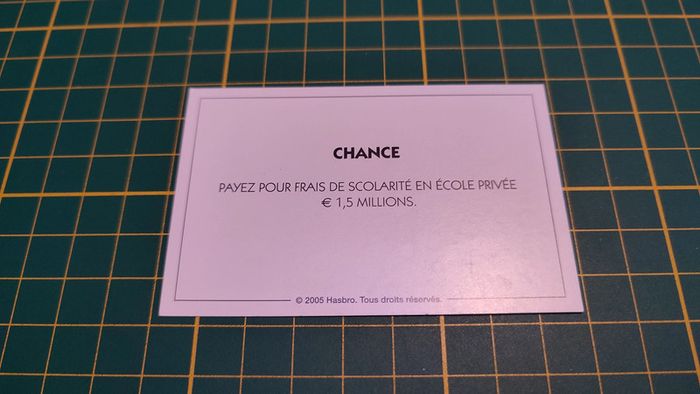 CHANCE
PAYEZ POUR FRAIS DE SCOLARITÉ EN ÉCOLE PRIVÉE
€ 1,5 MILLIONS.
© 2005 Hasbro. Tous droits réservés.